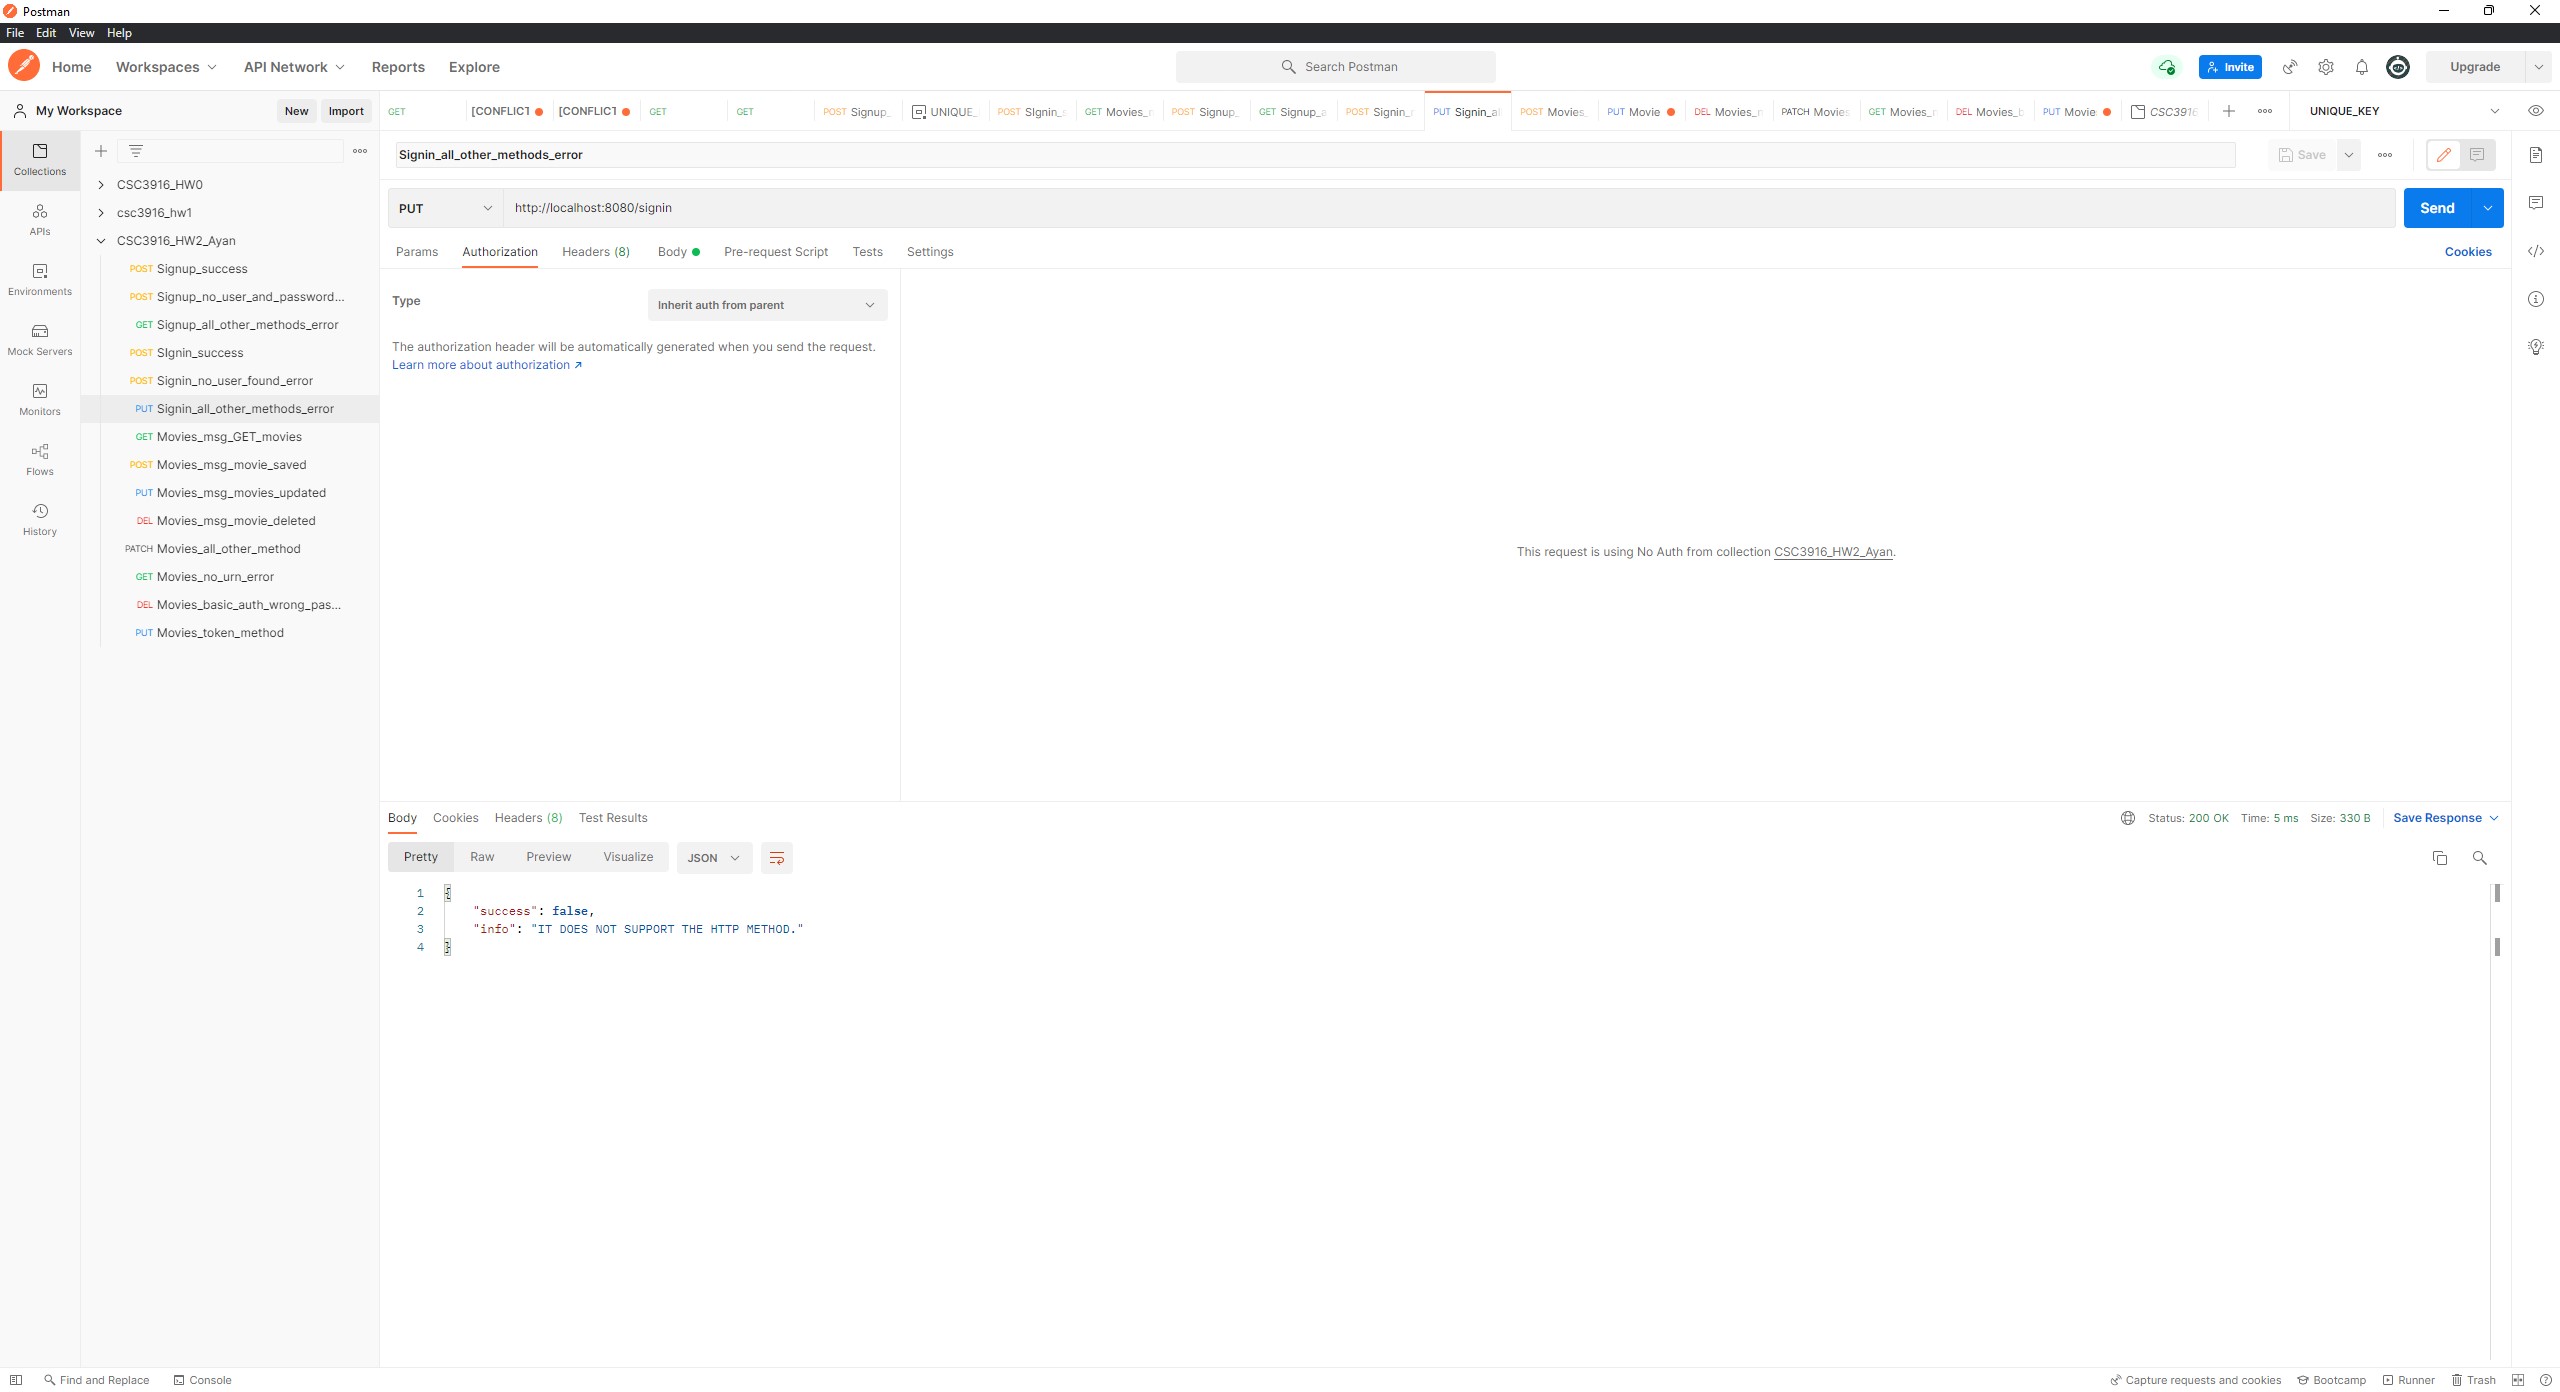 Postman
File Edit View Help
Home Workspaces API Network Reports Explore
Search Postman
Invite
Upgrade
My Workspace
New Import
GET [CONFLICT [CONFLICT GET GET POST Signup_ UNIQUE_ POST SIgnin_s GET Movies_ POST Signup_ GET Signup_a POST Signin_ PUT Signin_al POST Movies_ PUT Movie DEL Movies_ PATCH Movies GET Movies_ DEL Movies_b PUT Movie CSC3916
UNIQUE_KEY
Collections
APIs
Environments
Mock Servers
Monitors
Flows
History
CSC3916_HW0
csc3916_hw1
CSC3916_HW2_Ayan
POST Signup_success
POST Signup_no_user_and_password...
GET Signup_all_other_methods_error
POST SIgnin_success
POST Signin_no_user_found_error
PUT Signin_all_other_methods_error
GET Movies_msg_GET_movies
POST Movies_msg_movie_saved
PUT Movies_msg_movies_updated
DEL Movies_msg_movie_deleted
PATCH Movies_all_other_method
GET Movies_no_urn_error
DEL Movies_basic_auth_wrong_pas...
PUT Movies_token_method
Signin_all_other_methods_error
Save
PUT http://localhost:8080/signin
Send
Params Authorization Headers (8) Body Pre-request Script Tests Settings
Cookies
Type Inherit auth from parent
The authorization header will be automatically generated when you send the request.
Learn more about authorization ↗
This request is using No Auth from collection CSC3916_HW2_Ayan.
Body Cookies Headers (8) Test Results
Status: 200 OK Time: 5 ms Size: 330 B Save Response
Pretty Raw Preview Visualize JSON
1 {
2 "success": false,
3 "info": "IT DOES NOT SUPPORT THE HTTP METHOD."
4 }
Find and Replace Console
Capture requests and cookies Bootcamp Runner Trash